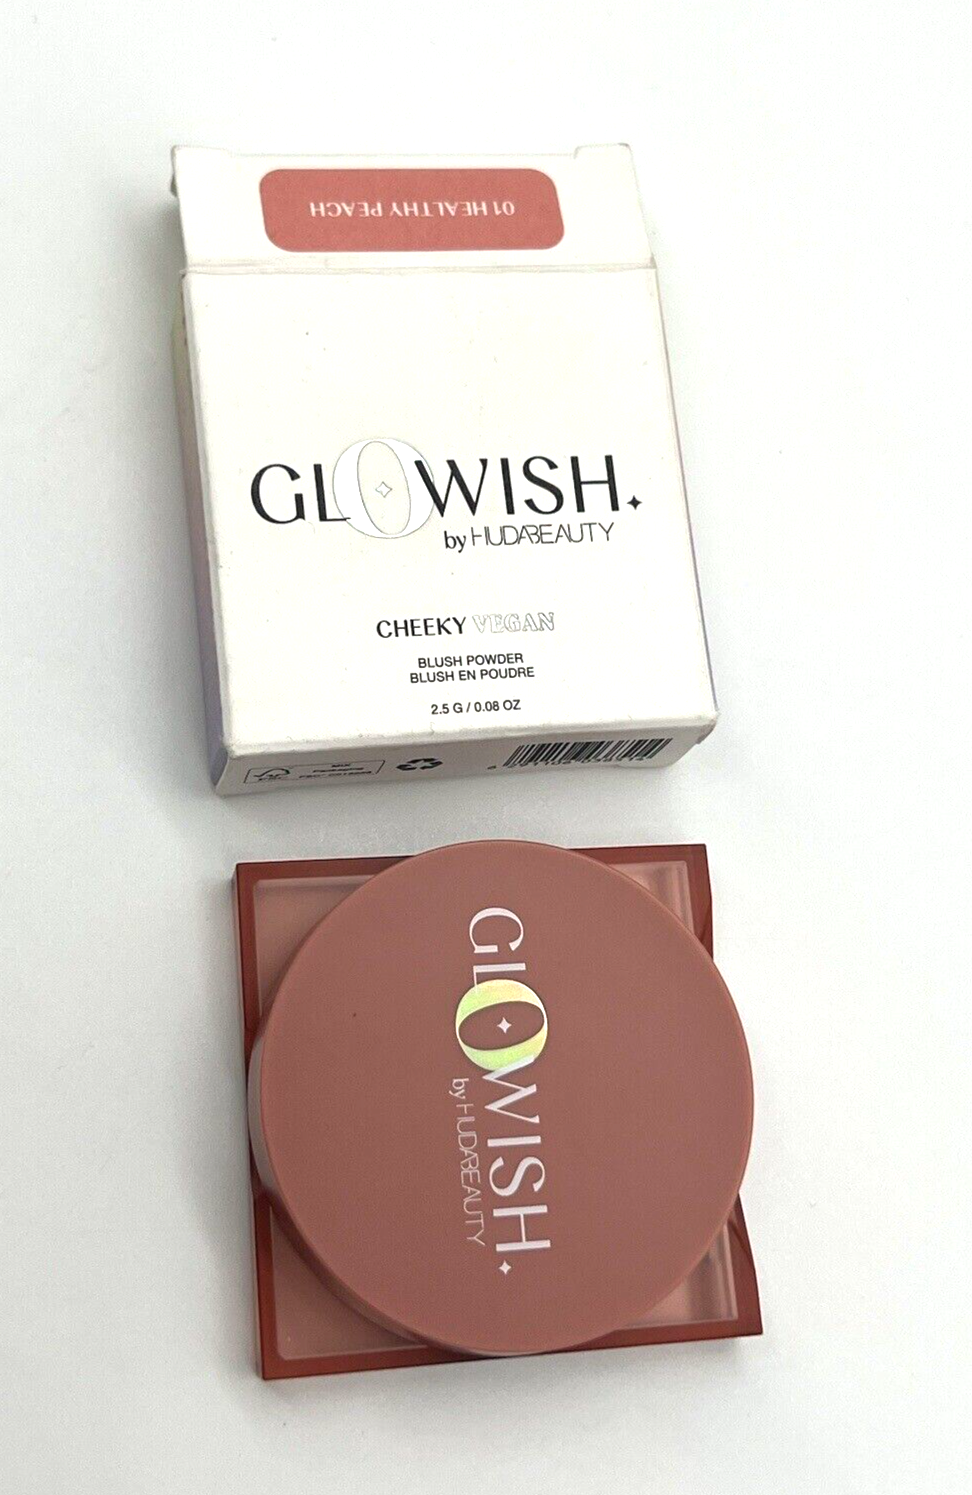 01 HEALTHY PEACH
GLOWISH
by HUDABEAUTY
CHEEKY VEGAN
BLUSH POWDER
BLUSH EN POUDRE
2.5 G / 0.08 OZ
GLOWISH
by HUDABEAUTY